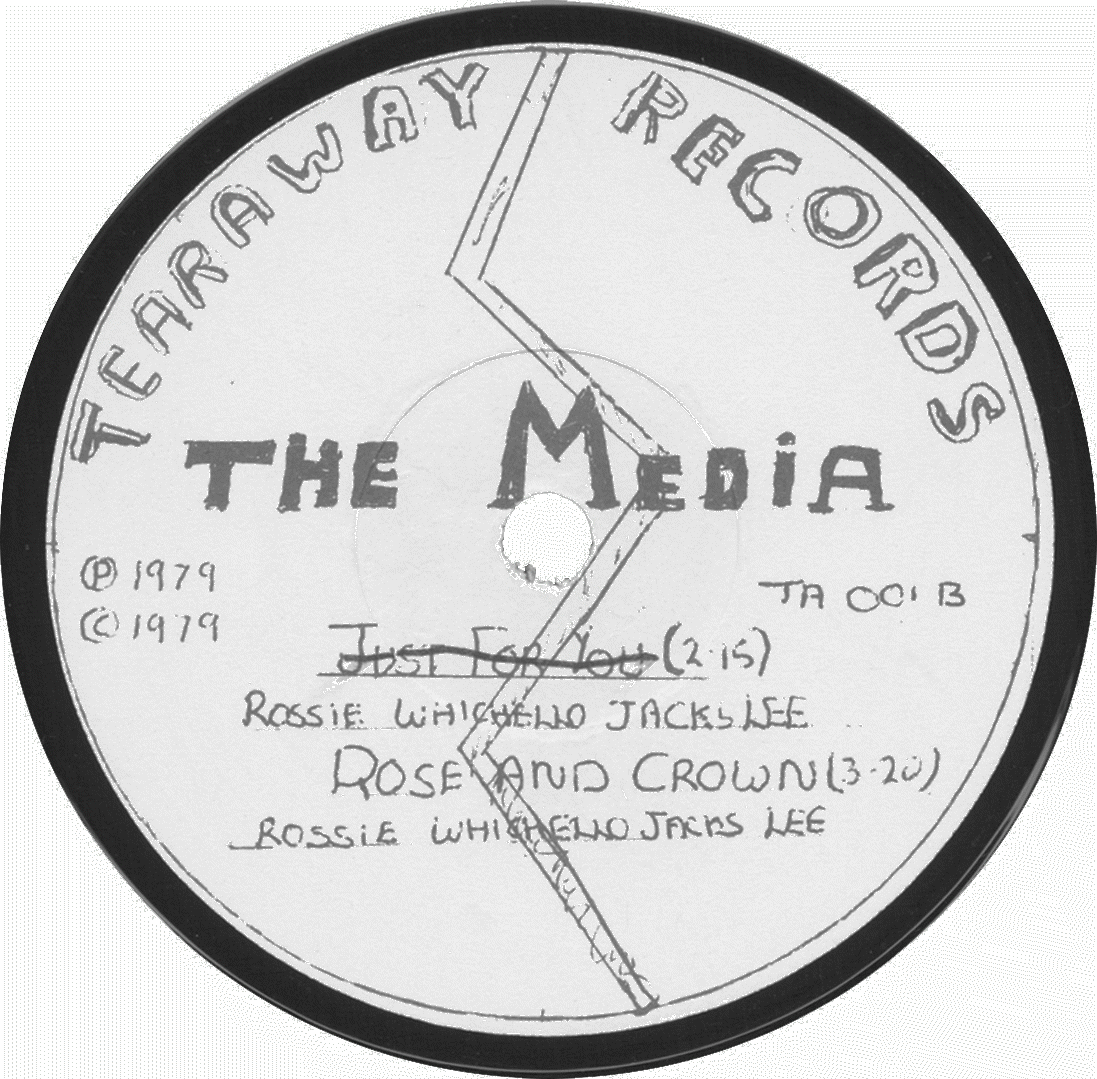 TEARAWAY RECORDS
THE MEDIA
Ⓟ 1979
© 1979
TA 001 B
JUST FOR YOU (2·15)
ROSSIE WHICHELLO JACKS LEE
ROSE AND CROWN (3·20)
ROSSIE WHICHELLO JACKS LEE